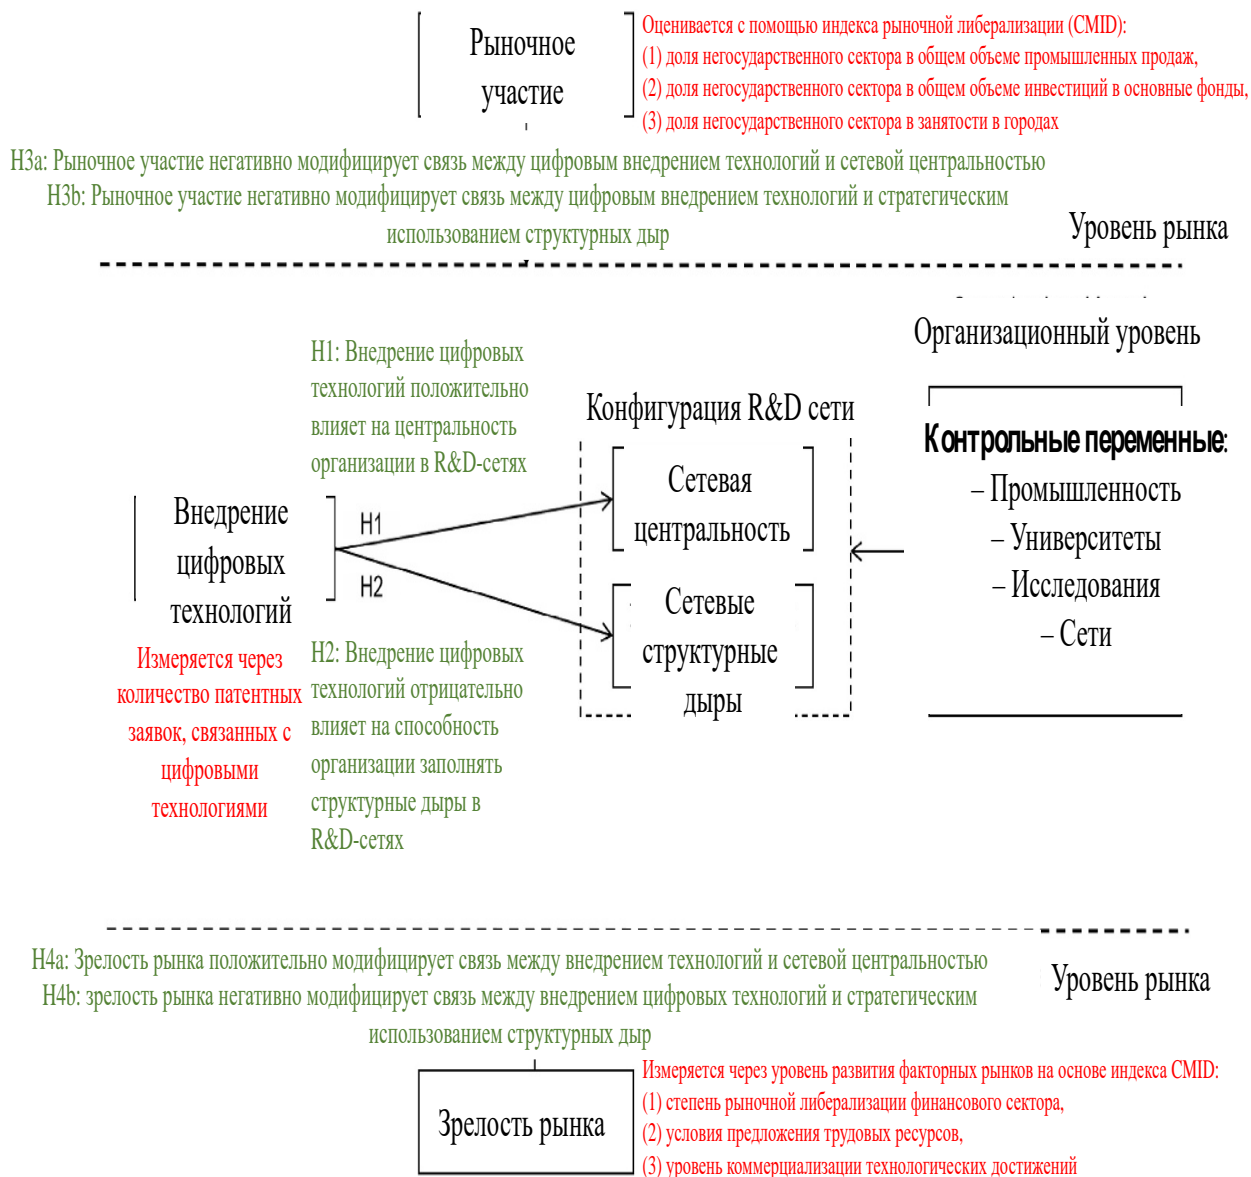 Рыночное
участие
Оценивается с помощью индекса рыночной либерализации (CMID):
(1) доля негосударственного сектора в общем объеме промышленных продаж,
(2) доля негосударственного сектора в общем объеме инвестиций в основные фонды,
(3) доля негосударственного сектора в занятости в городах
H3a: Рыночное участие негативно модифицирует связь между цифровым внедрением технологий и сетевой центральностью
H3b: Рыночное участие негативно модифицирует связь между цифровым внедрением технологий и стратегическим
использованием структурных дыр
Уровень рынка
Организационный уровень
H1: Внедрение цифровых
технологий положительно
влияет на центральность
организации в R&D-сетях
Конфигурация R&D сети
Контрольные переменные:
– Промышленность
– Университеты
– Исследования
– Сети
Внедрение
цифровых
технологий
H1
H2
Сетевая
центральность
Сетевые
структурные
дыры
Измеряется через
количество патентных
заявок, связанных с
цифровыми
технологиями
H2: Внедрение цифровых
технологий отрицательно
влияет на способность
организации заполнять
структурные дыры в
R&D-сетях
H4a: Зрелость рынка положительно модифицирует связь между внедрением технологий и сетевой центральностью
H4b: зрелость рынка негативно модифицирует связь между внедрением цифровых технологий и стратегическим
использованием структурных дыр
Уровень рынка
Зрелость рынка
Измеряется через уровень развития факторных рынков на основе индекса CMID:
(1) степень рыночной либерализации финансового сектора,
(2) условия предложения трудовых ресурсов,
(3) уровень коммерциализации технологических достижений